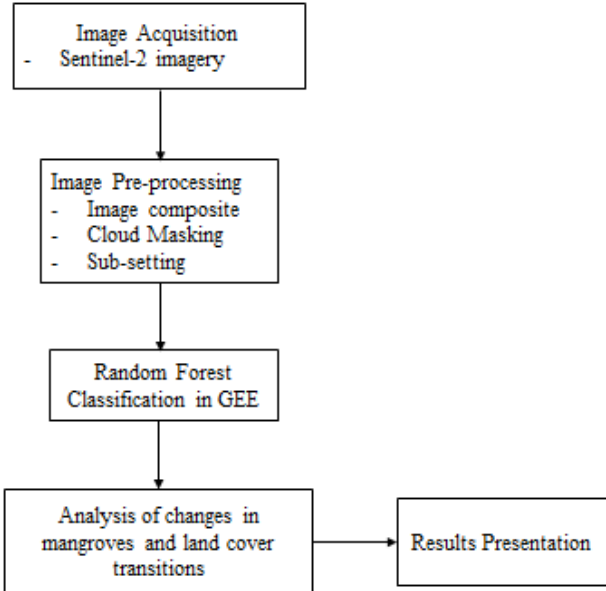 Image Acquisition
- Sentinel-2 imagery
Image Pre-processing
- Image composite
- Cloud Masking
- Sub-setting
Random Forest
Classification in GEE
Analysis of changes in
mangroves and land cover
transitions
Results Presentation